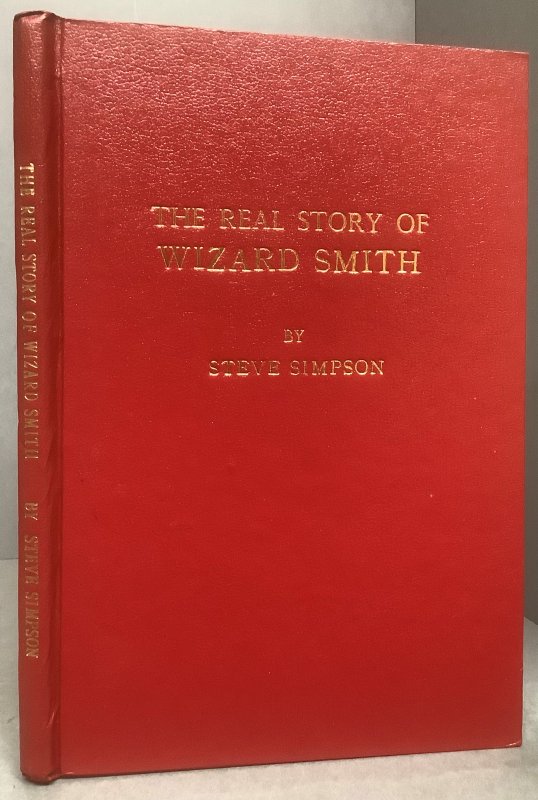 THE REAL STORY OF WIZARD SMITH BY STEVE SIMPSON
THE REAL STORY OF
WIZARD SMITH
BY
STEVE SIMPSON